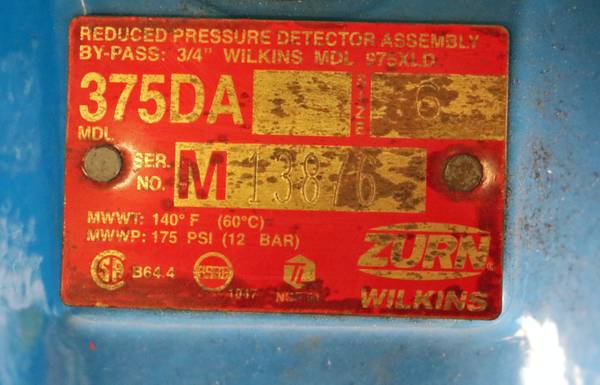 REDUCED PRESSURE DETECTOR ASSEMBLY
BY-PASS: 3/4" WILKINS MDL 975XLD
375DA
MDL
SIZE 6
SER. NO. M 13876
MWWT: 140° F (60°C)
MWWP: 175 PSI (12 BAR)
B64.4
1047
ZURN
WILKINS